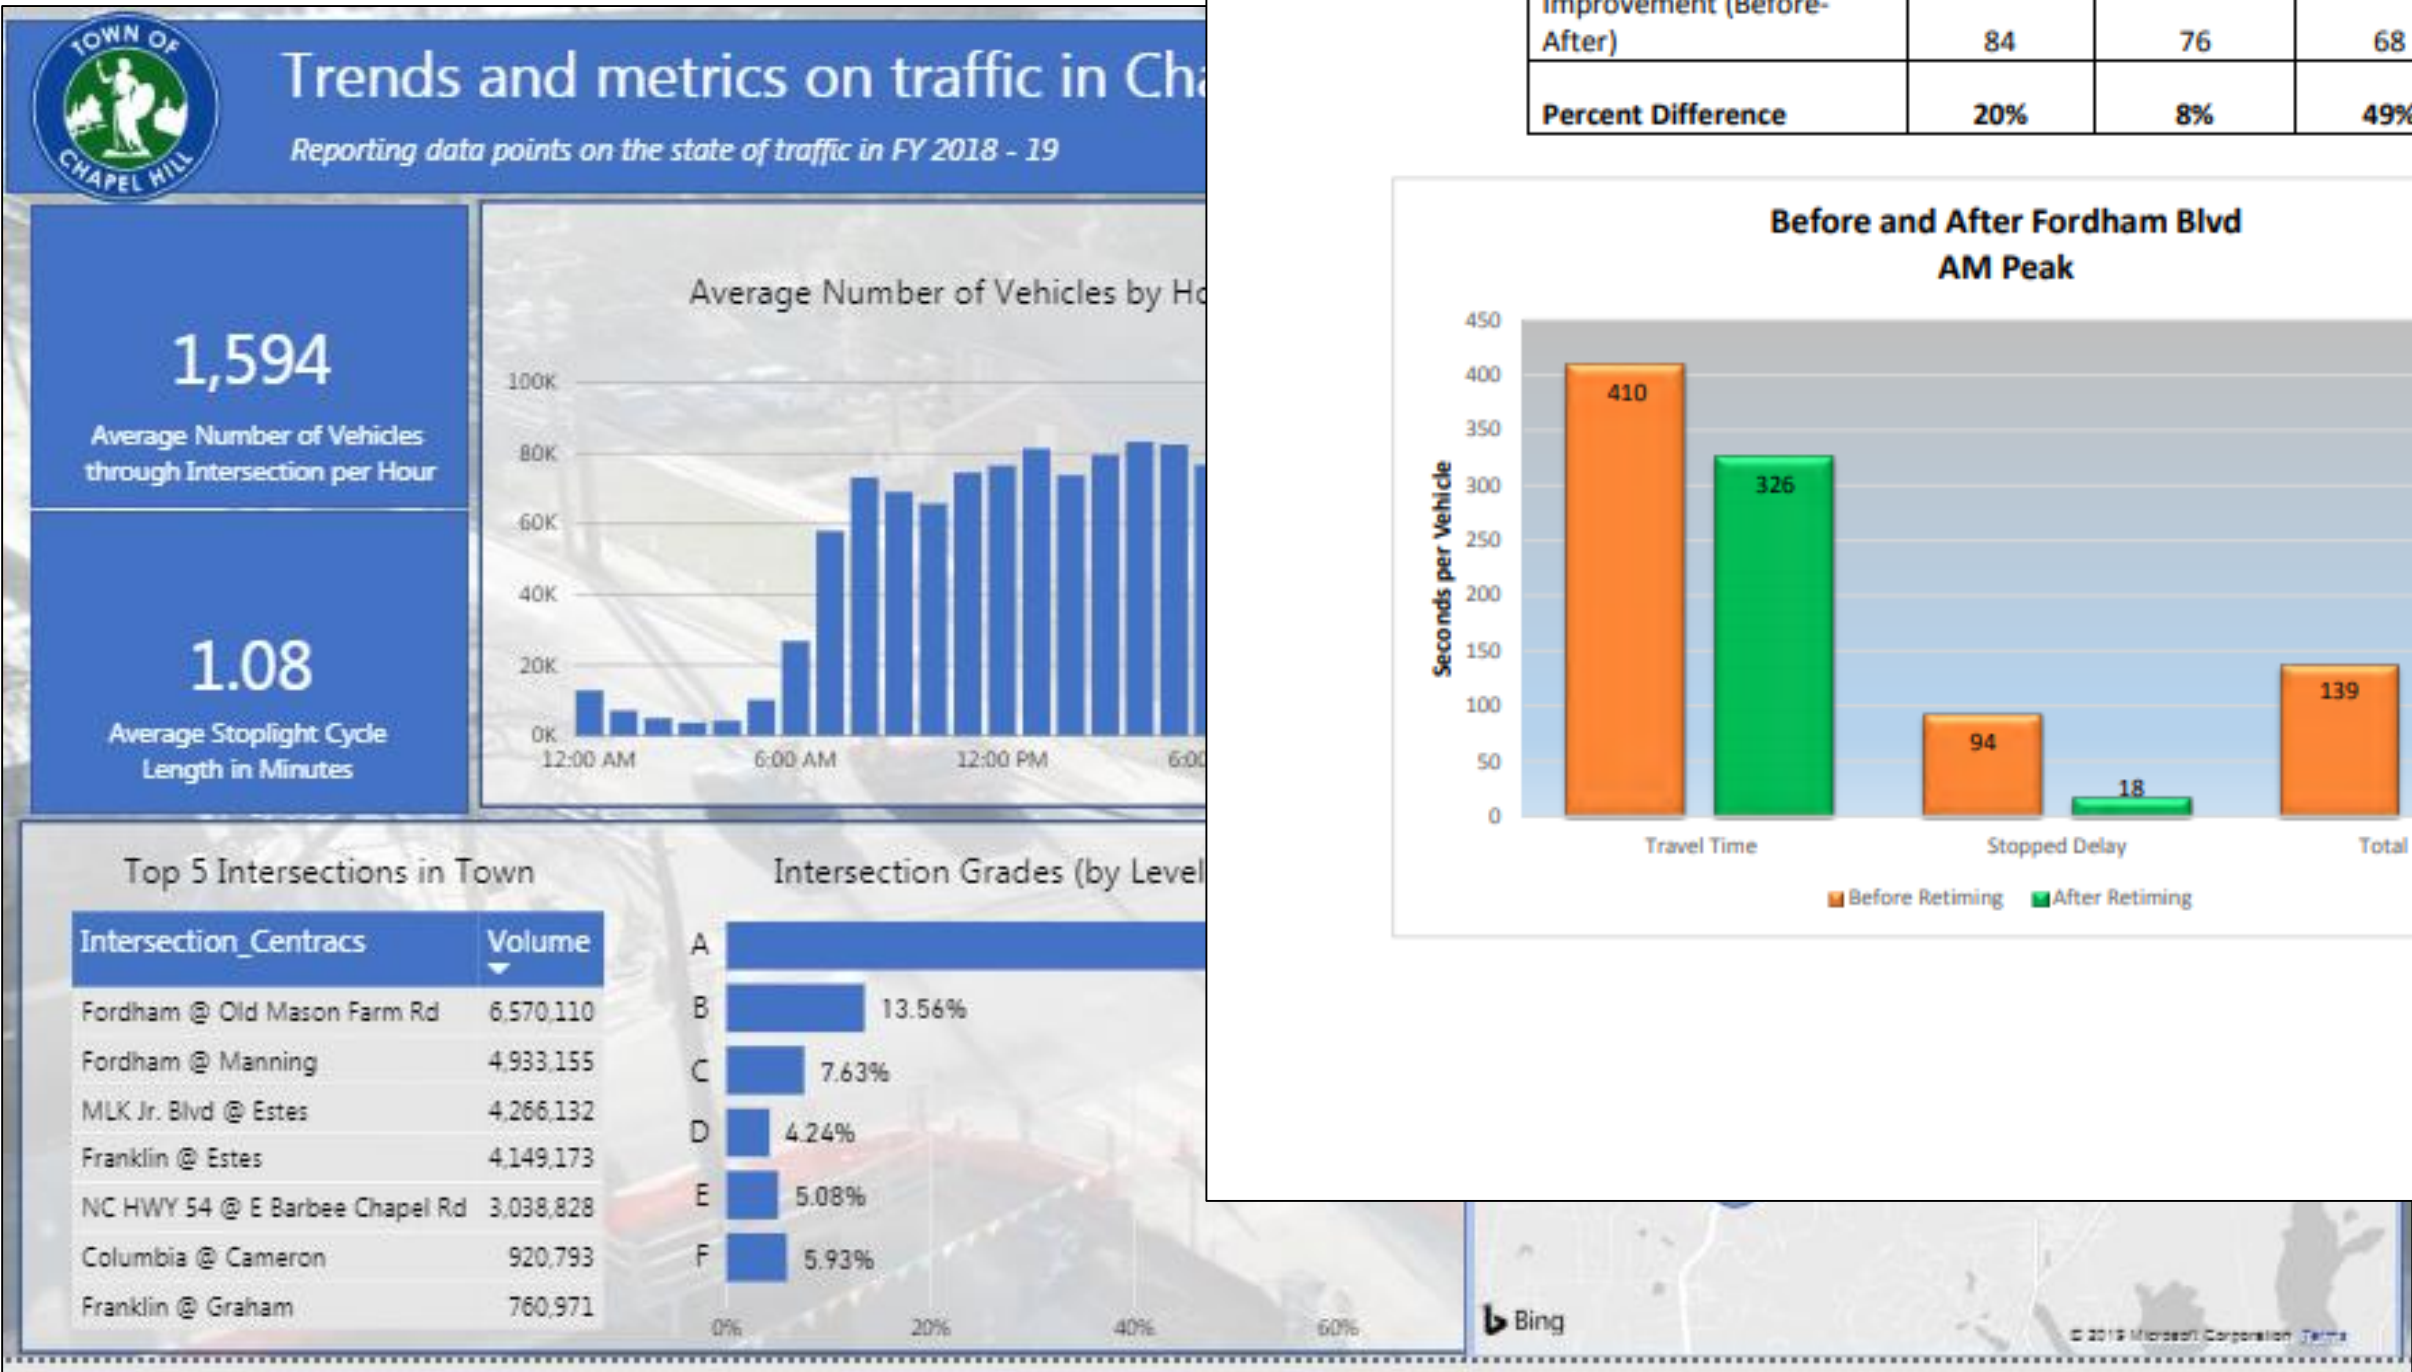 TOWN OF
CHAPEL HILL
Trends and metrics on traffic in Cha
Reporting data points on the state of traffic in FY 2018 - 19
1,594
Average Number of Vehicles
through Intersection per Hour
1.08
Average Stoplight Cycle
Length in Minutes
Average Number of Vehicles by Ho
100K
80K
60K
40K
20K
0K
12:00 AM 6:00 AM 12:00 PM 6:00
Top 5 Intersections in Town
Intersection_Centracs Volume
Fordham @ Old Mason Farm Rd 6,570,110
Fordham @ Manning 4,933,155
MLK Jr. Blvd @ Estes 4,266,132
Franklin @ Estes 4,149,173
NC HWY 54 @ E Barbee Chapel Rd 3,038,828
Columbia @ Cameron 920,793
Franklin @ Graham 760,971
Intersection Grades (by Level
A
B 13.56%
C 7.63%
D 4.24%
E 5.08%
F 5.93%
0% 20% 40% 60%
Improvement (Before-
After) 84 76 68
Percent Difference 20% 8% 49%
Before and After Fordham Blvd
AM Peak
Seconds per Vehicle
450
400
350
300
250
200
150
100
50
0
410
326
94
18
139
Travel Time Stopped Delay Total
Before Retiming After Retiming
Bing
© 2019 Microsoft Corporation Terms